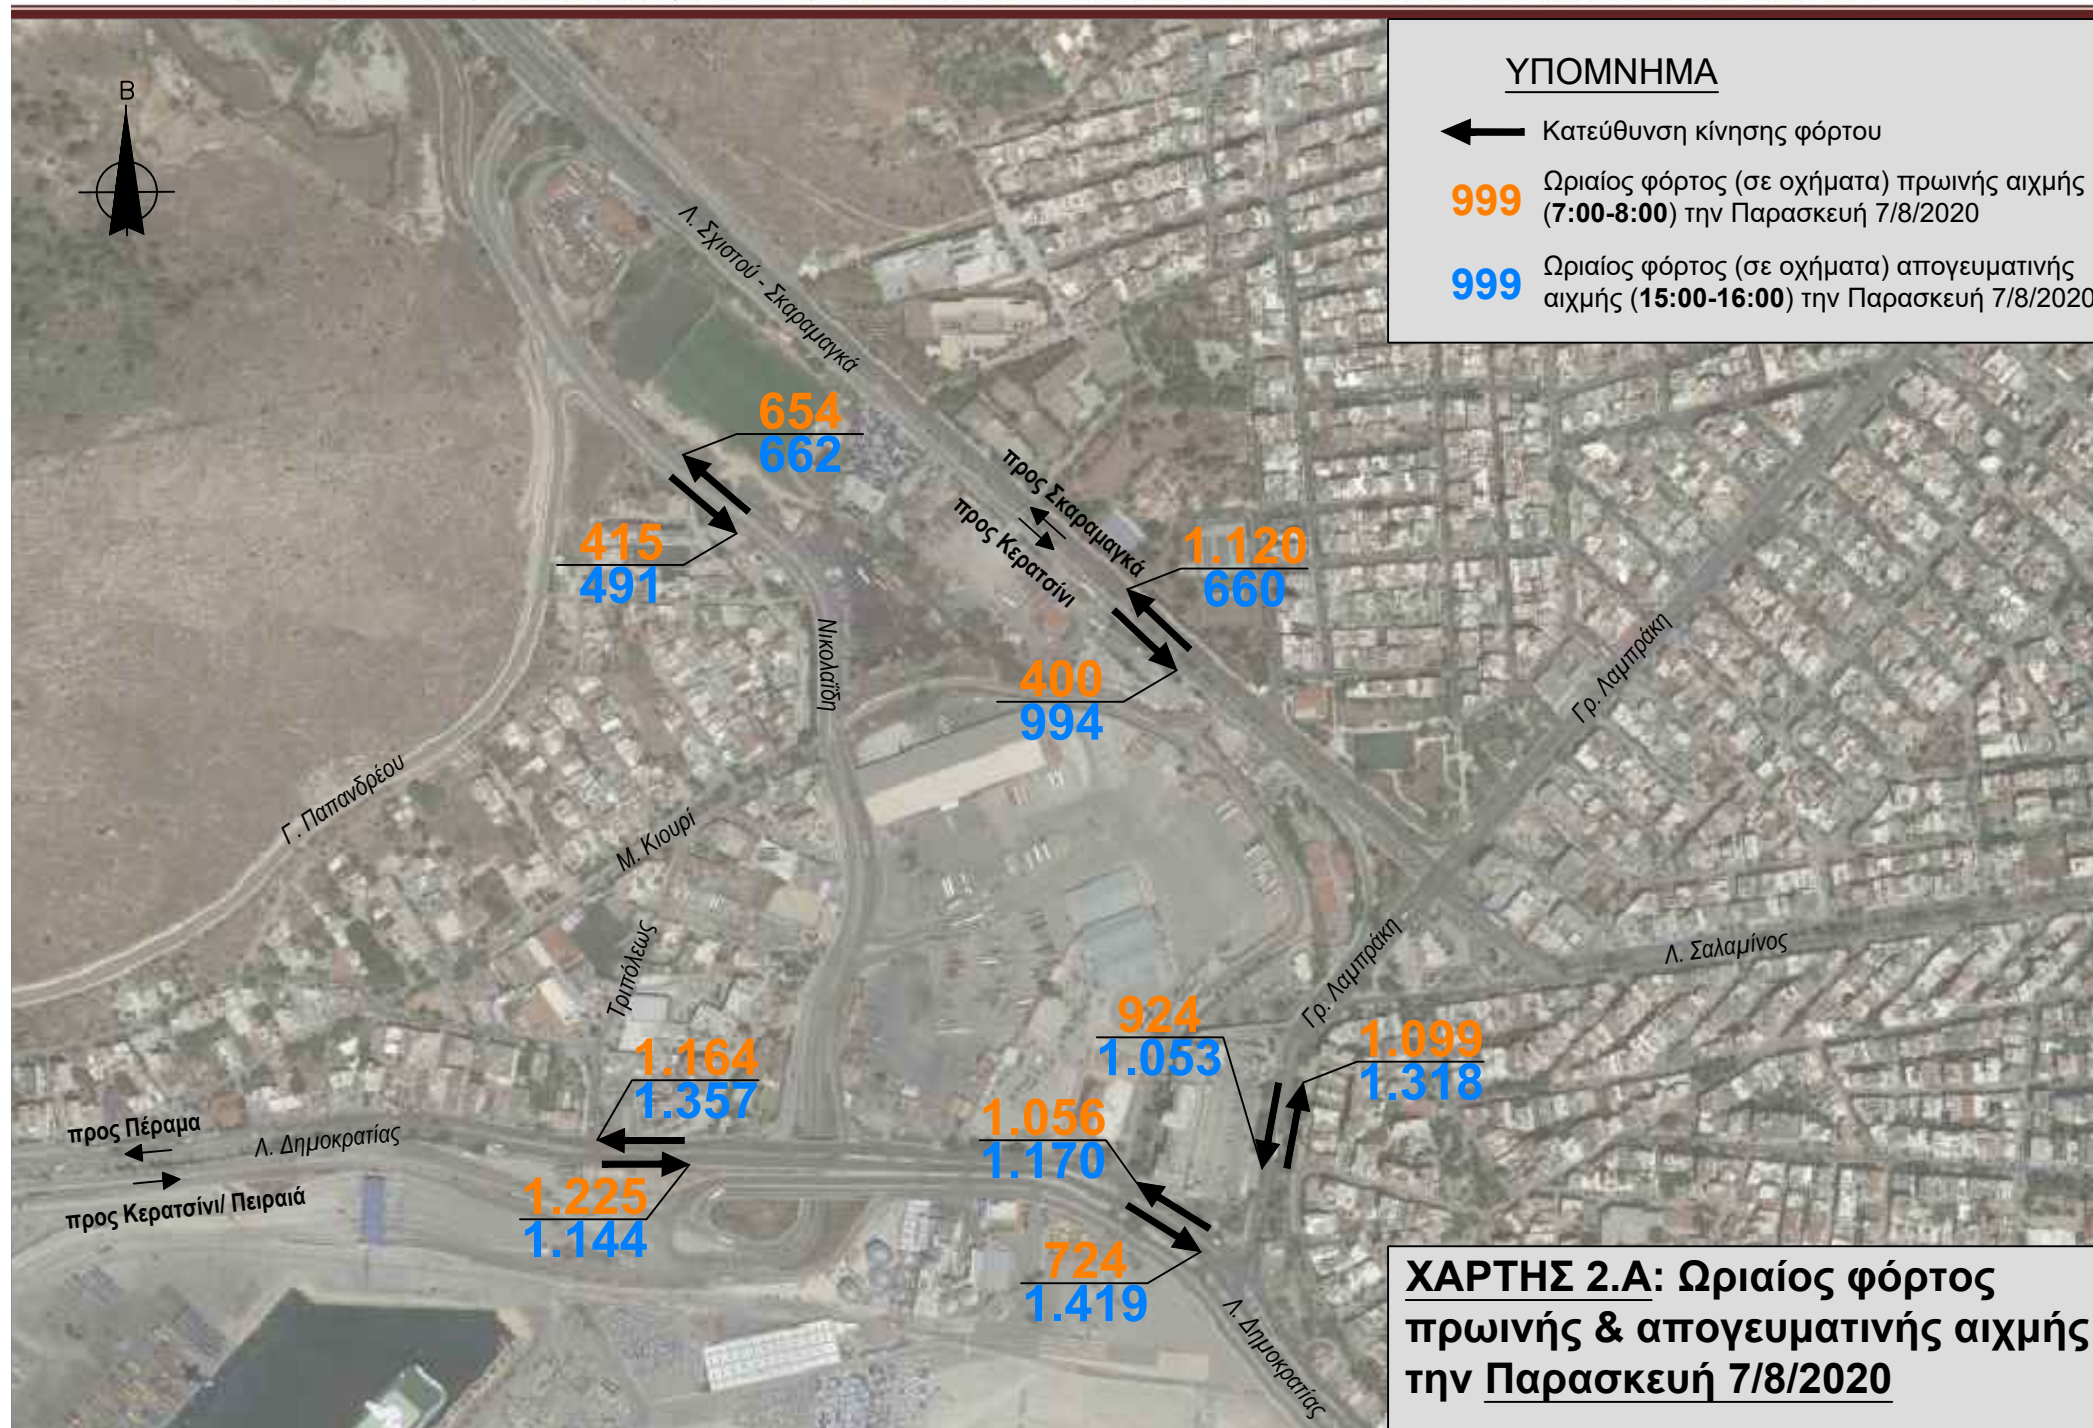 ΥΠΟΜΝΗΜΑ
Κατεύθυνση κίνησης φόρτου
999 Ωριαίος φόρτος (σε οχήματα) πρωινής αιχμής
(7:00-8:00) την Παρασκευή 7/8/2020
999 Ωριαίος φόρτος (σε οχήματα) απογευματινής
αιχμής (15:00-16:00) την Παρασκευή 7/8/2020
Β
Λ. Σχιστού - Σκαραμαγκά
654
662
415
491
προς Σκαραμαγκά
προς Κερατσίνι
1.120
660
400
994
Νικολαΐδη
Γρ. Λαμπράκη
Γ. Παπανδρέου
Μ. Κιουρί
Τριπόλεως
Γρ. Λαμπράκη
Λ. Σαλαμίνος
924
1.053
1.099
1.318
1.164
1.357
1.056
1.170
προς Πέραμα
Λ. Δημοκρατίας
προς Κερατσίνι/ Πειραιά
1.225
1.144
724
1.419
Λ. Δημοκρατίας
ΧΑΡΤΗΣ 2.Α: Ωριαίος φόρτος
πρωινής & απογευματινής αιχμής
την Παρασκευή 7/8/2020